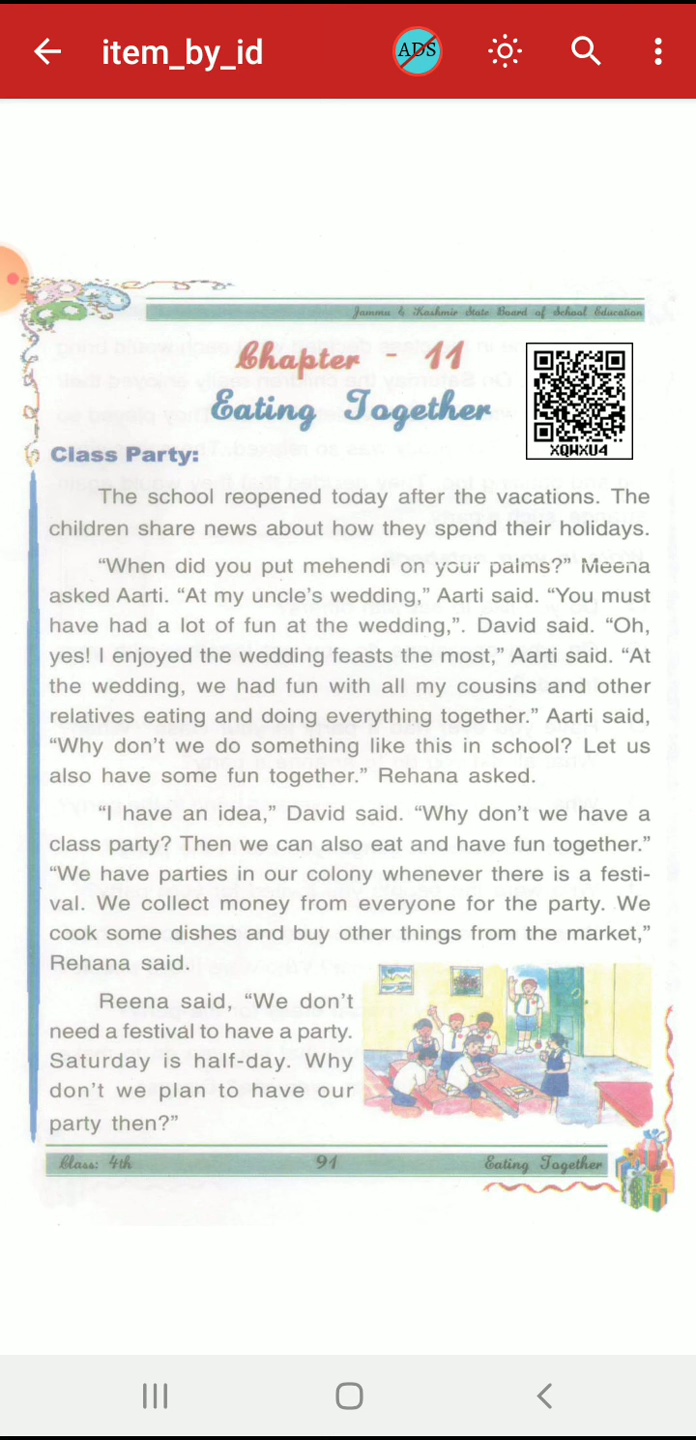 item_by_id
ADS
Jammu & Kashmir State Board of School Education
Chapter - 11
Eating Together
XQWXU4
Class Party:
The school reopened today after the vacations. The
children share news about how they spend their holidays.
“When did you put mehendi on your palms?” Meena
asked Aarti. “At my uncle’s wedding,” Aarti said. “You must
have had a lot of fun at the wedding,”. David said. “Oh,
yes! I enjoyed the wedding feasts the most,” Aarti said. “At
the wedding, we had fun with all my cousins and other
relatives eating and doing everything together.” Aarti said,
“Why don’t we do something like this in school? Let us
also have some fun together.” Rehana asked.
“I have an idea,” David said. “Why don’t we have a
class party? Then we can also eat and have fun together.”
“We have parties in our colony whenever there is a festi-
val. We collect money from everyone for the party. We
cook some dishes and buy other things from the market,”
Rehana said.
Reena said, “We don’t
need a festival to have a party.
Saturday is half-day. Why
don’t we plan to have our
party then?”
Class: 4th 91 Eating Together